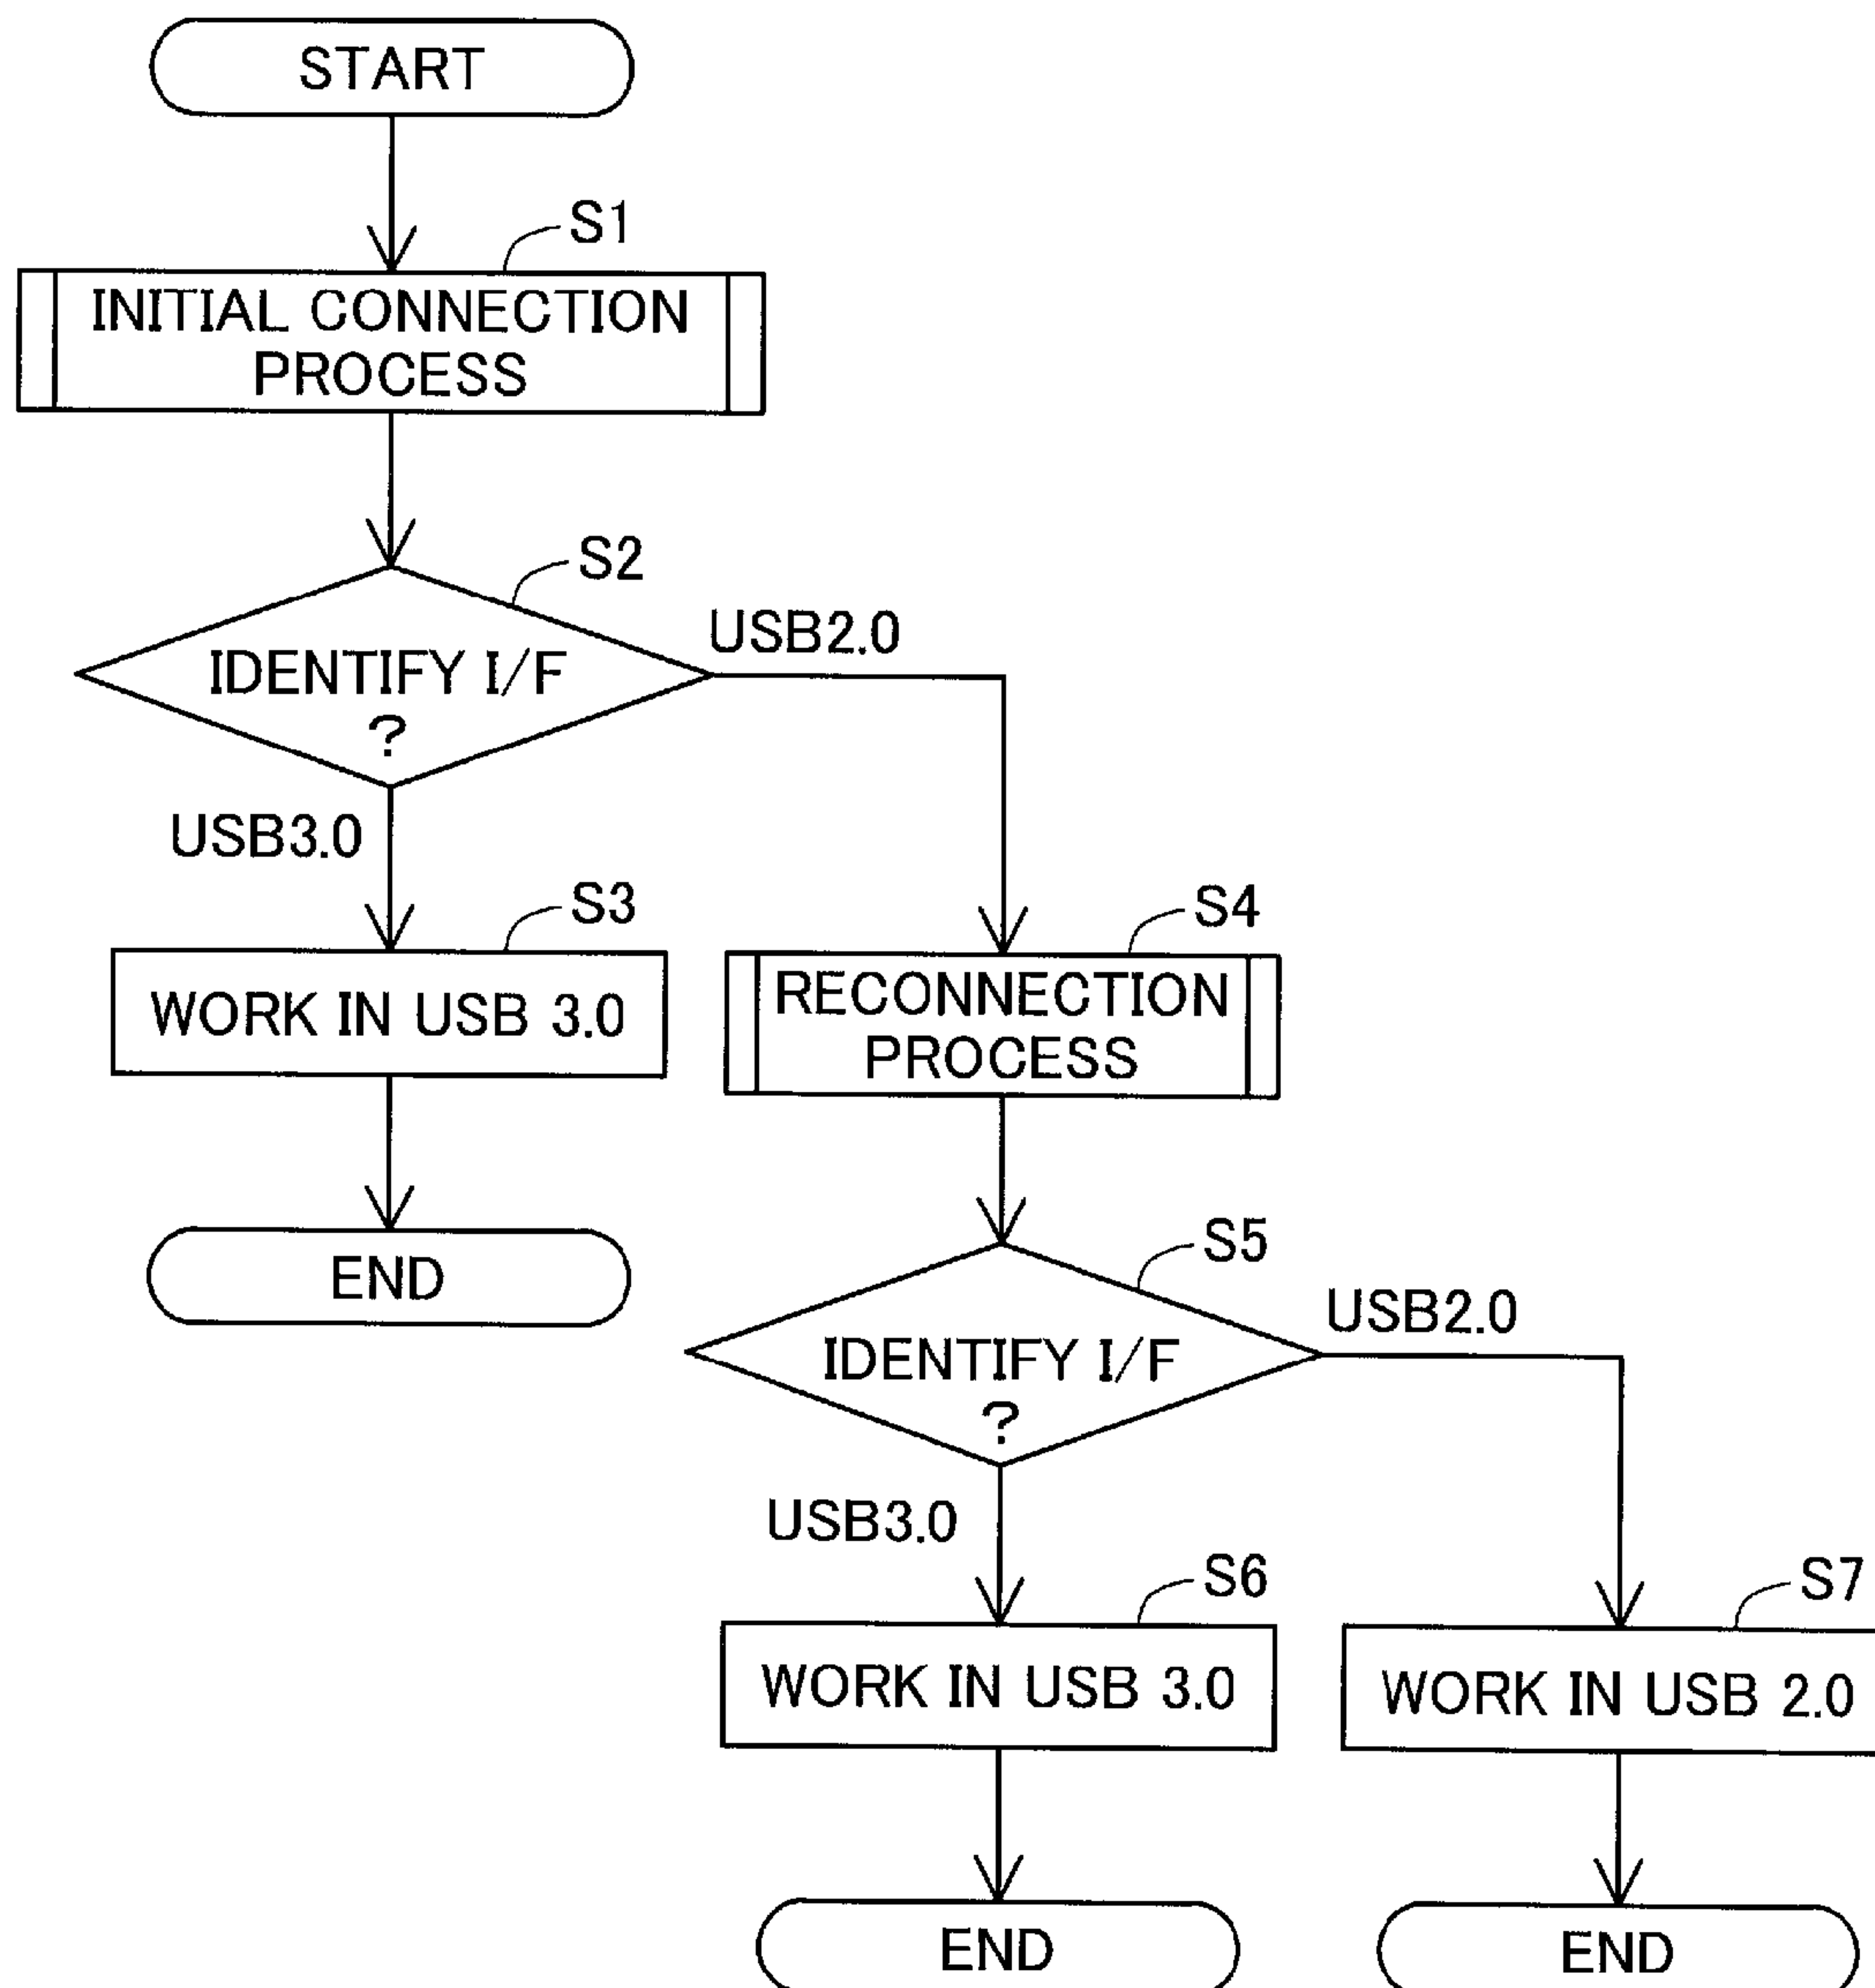 START
S1
INITIAL CONNECTION
PROCESS
S2
USB2.0
IDENTIFY I/F
?
USB3.0
S3
S4
WORK IN USB 3.0
RECONNECTION
PROCESS
END
S5
USB2.0
IDENTIFY I/F
?
USB3.0
S6
S7
WORK IN USB 3.0
WORK IN USB 2.0
END
END